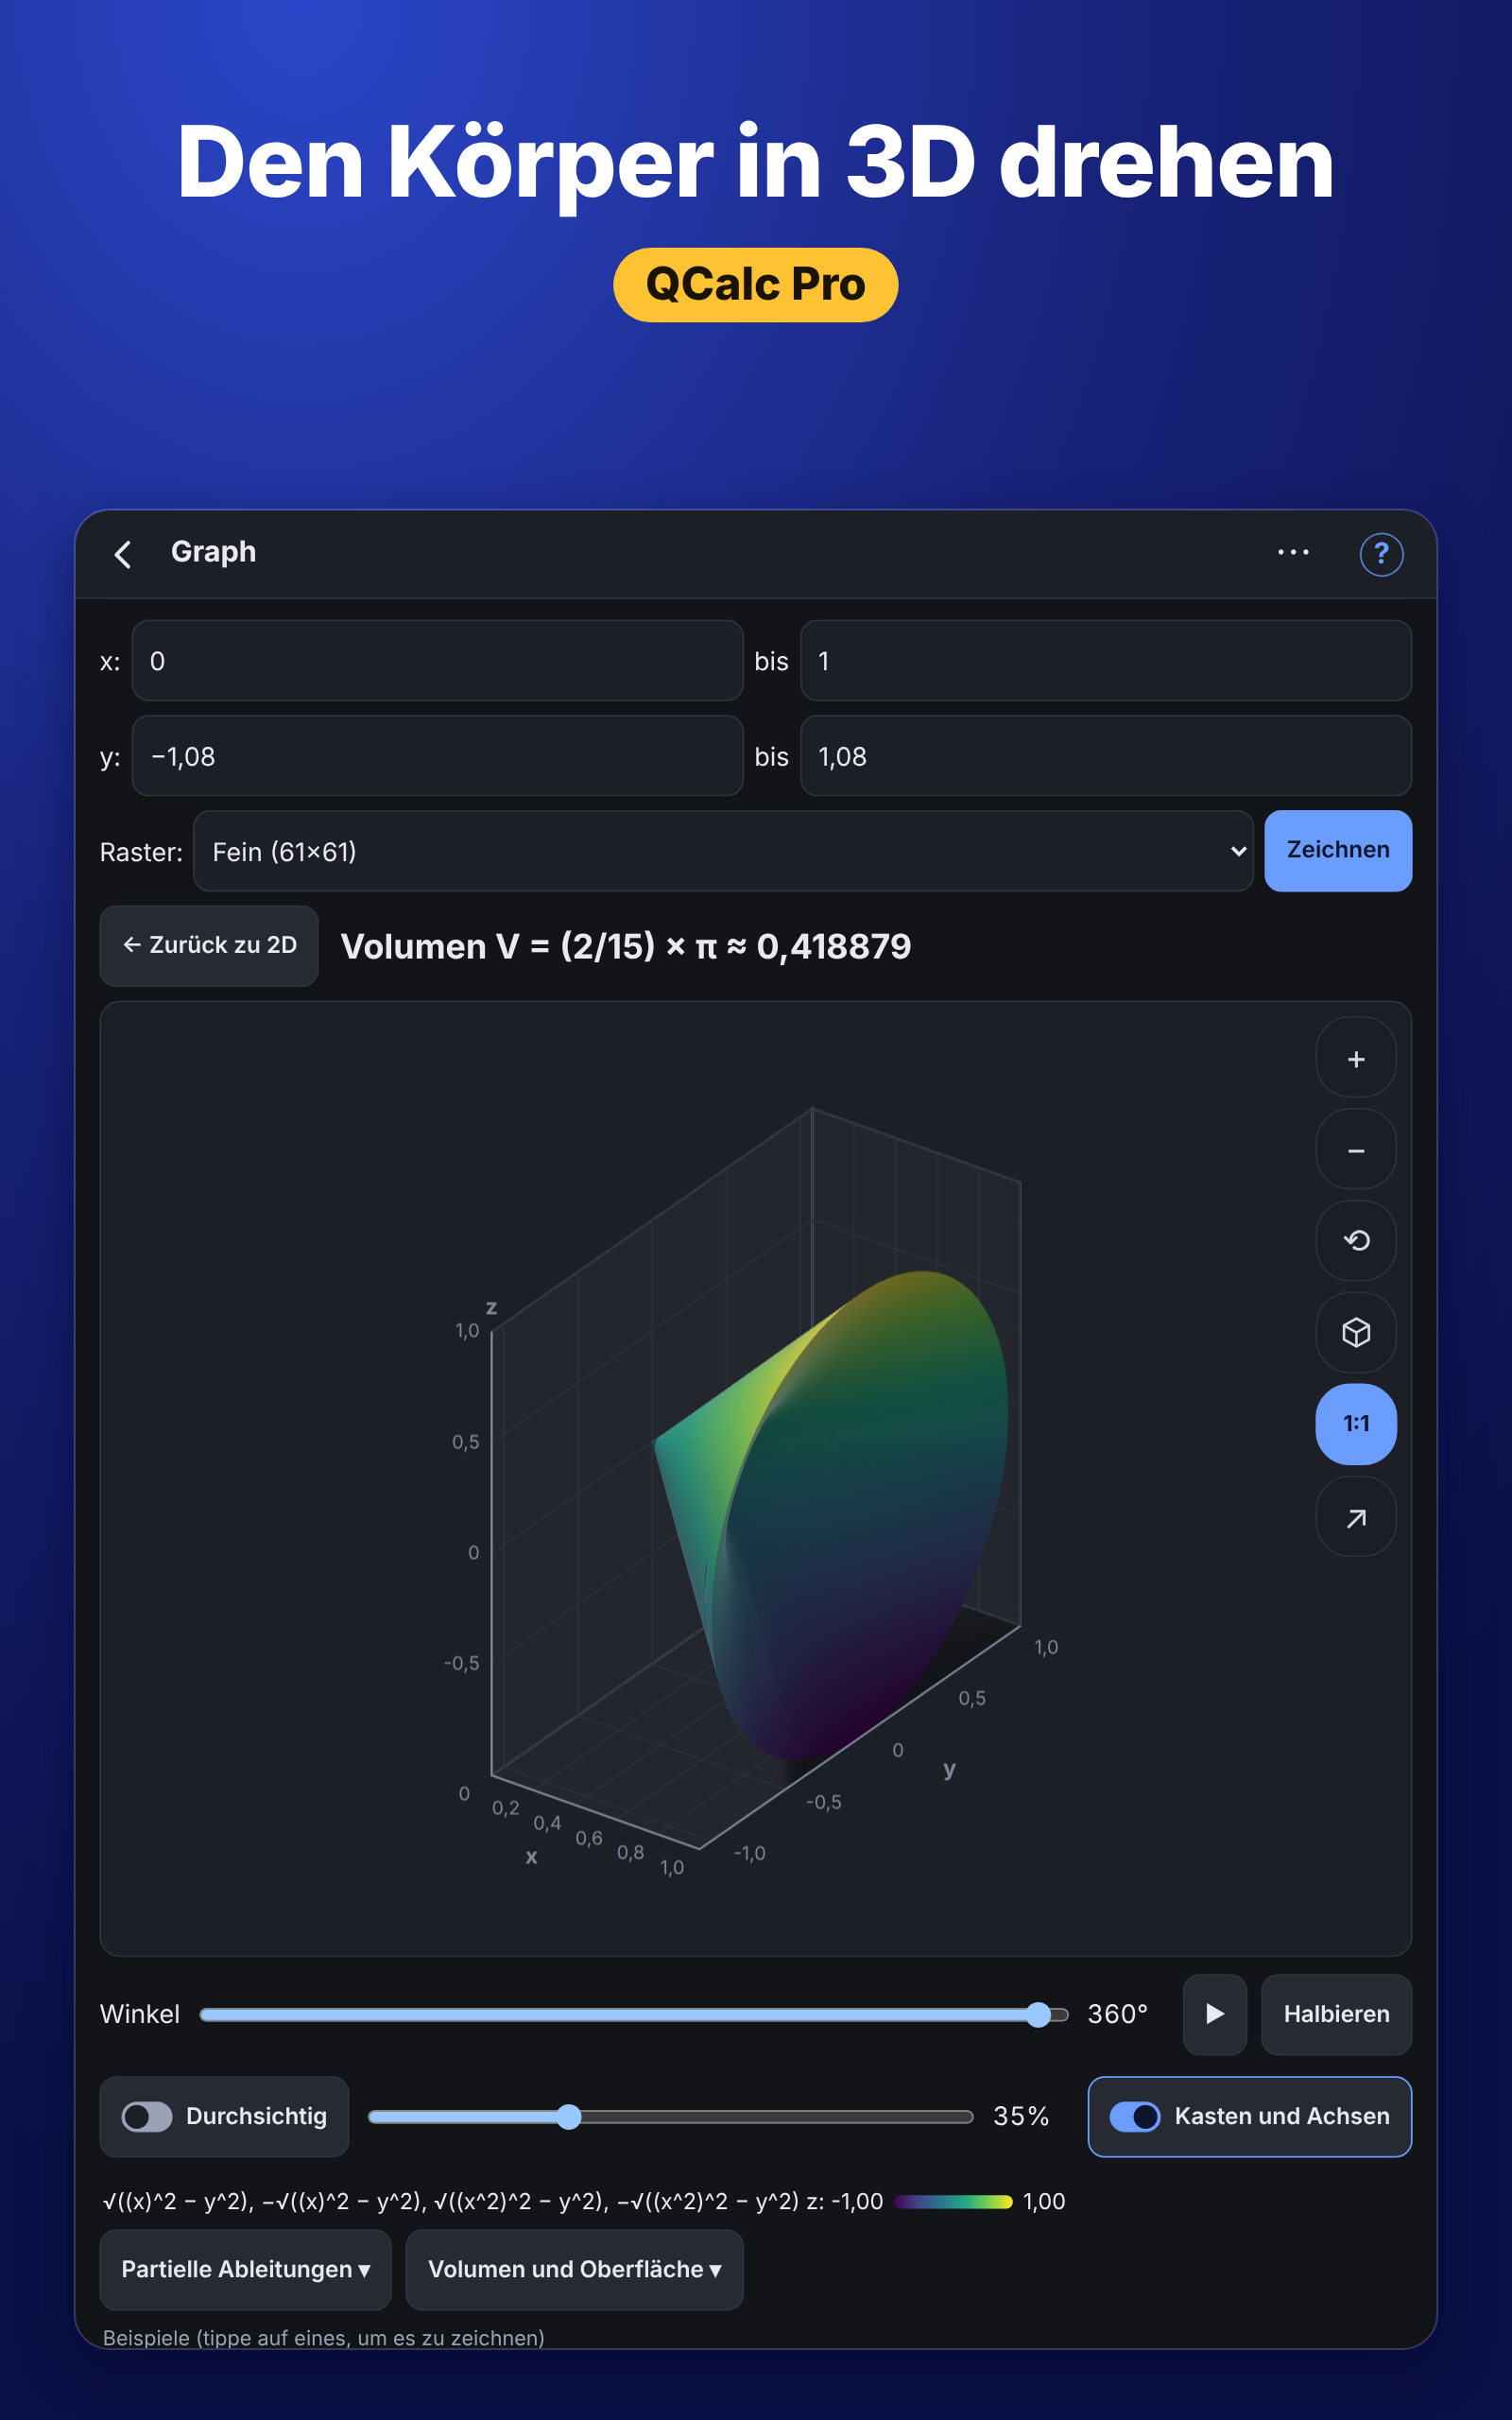 Den Körper in 3D drehen
QCalc Pro
Graph
... ?
x: 0 bis 1
y: −1,08 bis 1,08
Raster: Fein (61×61) Zeichnen
← Zurück zu 2D Volumen V = (2/15) × π ≈ 0,418879
+
−
⟲
1:1
↗
z
1,0
0,5
0
-0,5
0
0,2
0,4
0,6
0,8
1,0
x
-1,0
-0,5
0
0,5
1,0
y
Winkel 360° ▶ Halbieren
Durchsichtig 35% Kasten und Achsen
√((x)^2 − y^2), −√((x)^2 − y^2), √((x^2)^2 − y^2), −√((x^2)^2 − y^2) z: -1,00 1,00
Partielle Ableitungen ▾ Volumen und Oberfläche ▾
Beispiele (tippe auf eines, um es zu zeichnen)